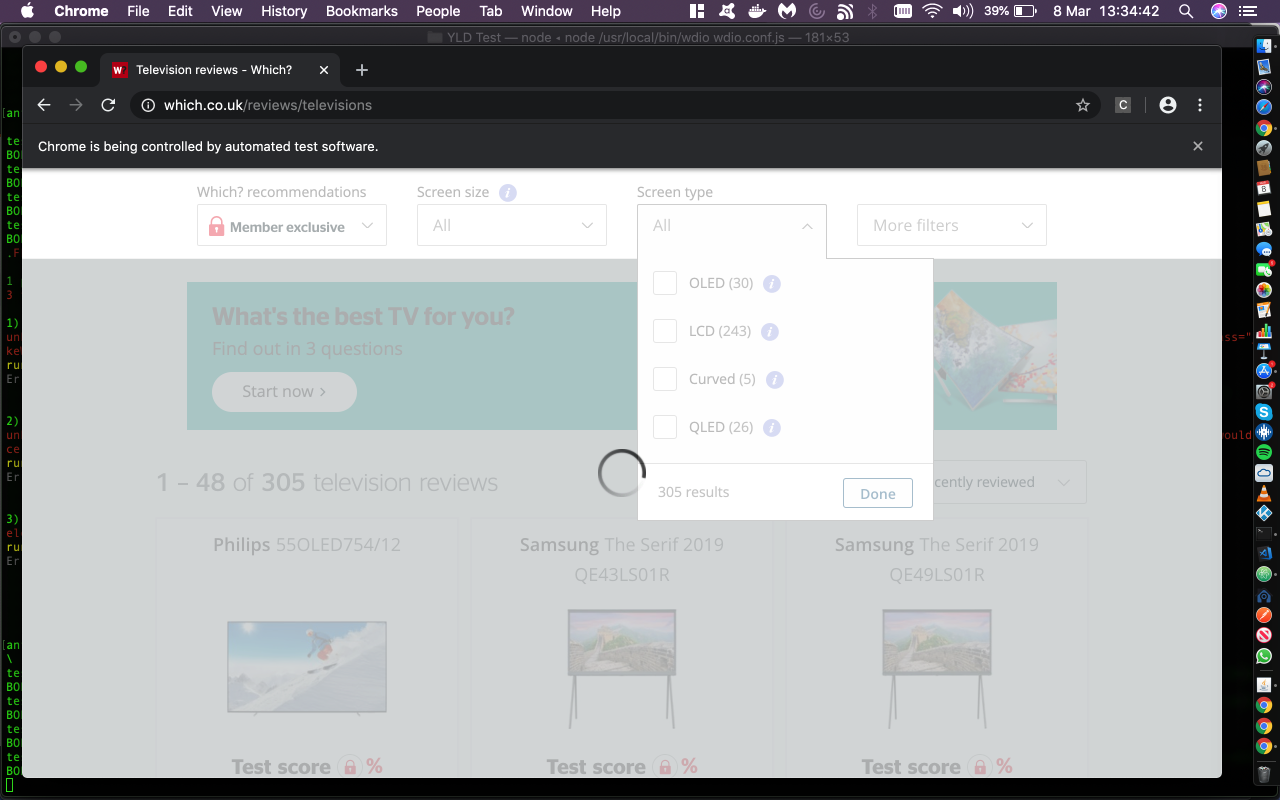 Chrome File Edit View History Bookmarks People Tab Window Help 39% 8 Mar 13:34:42
YLD Test — node • node /usr/local/bin/wdio wdio.conf.js — 181×53
Television reviews - Which?
which.co.uk/reviews/televisions
Chrome is being controlled by automated test software.
Which? recommendations Screen size Screen type
Member exclusive All All More filters
OLED (30)
LCD (243)
Curved (5)
QLED (26)
305 results Done
What's the best TV for you?
Find out in 3 questions
Start now >
1 – 48 of 305 television reviews
cently reviewed
Philips 55OLED754/12
Samsung The Serif 2019
QE43LS01R
Samsung The Serif 2019
QE49LS01R
Test score %
Test score %
Test score %